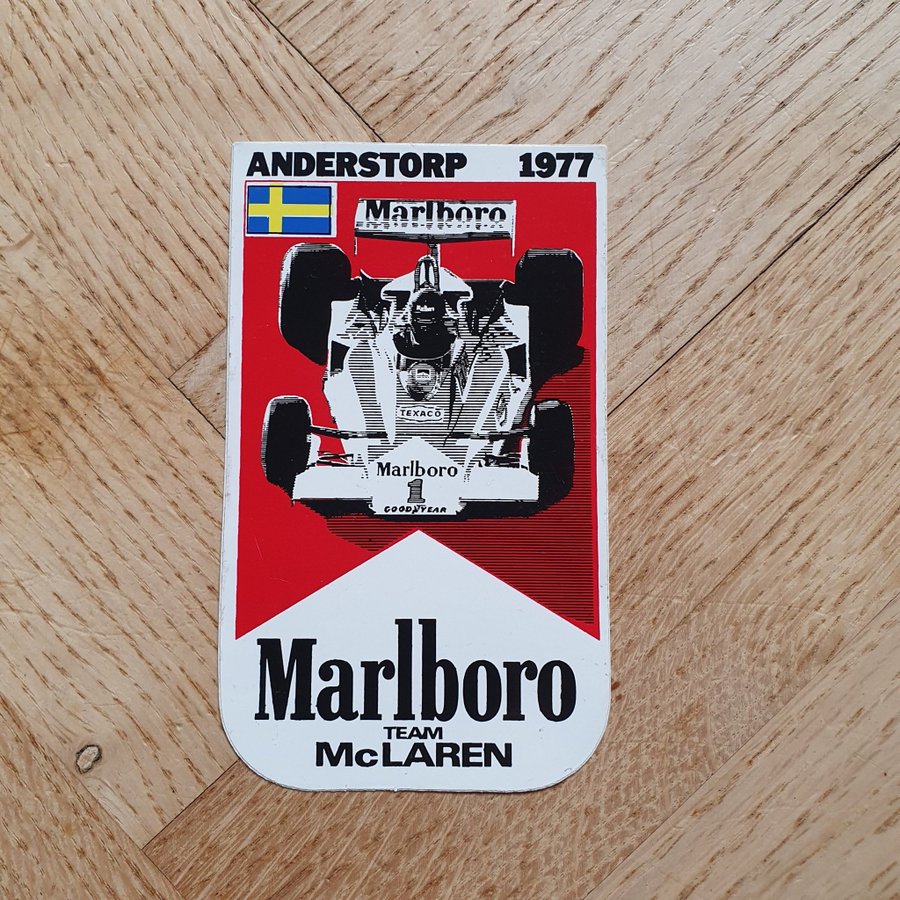 ANDERSTORP 1977
Marlboro
TEXACO
Marlboro
1
GOODYEAR
Marlboro
TEAM
McLAREN